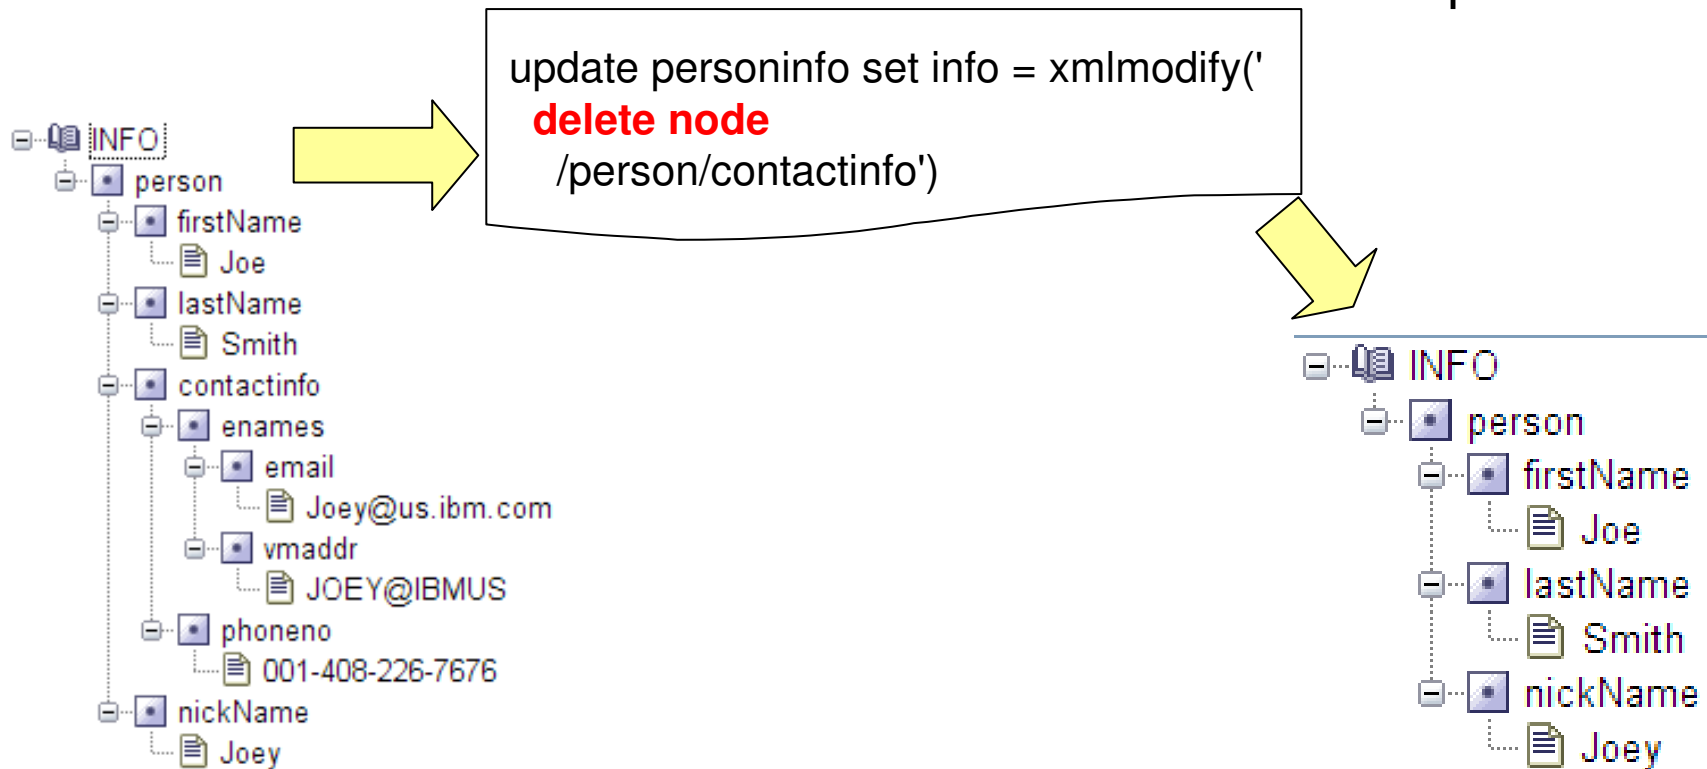 update personinfo set info = xmlmodify('
delete node
/person/contactinfo')
INFO
person
firstName
Joe
lastName
Smith
contactinfo
enames
email
Joey@us.ibm.com
vmaddr
JOEY@IBMUS
phoneno
001-408-226-7676
nickName
Joey
INFO
person
firstName
Joe
lastName
Smith
nickName
Joey